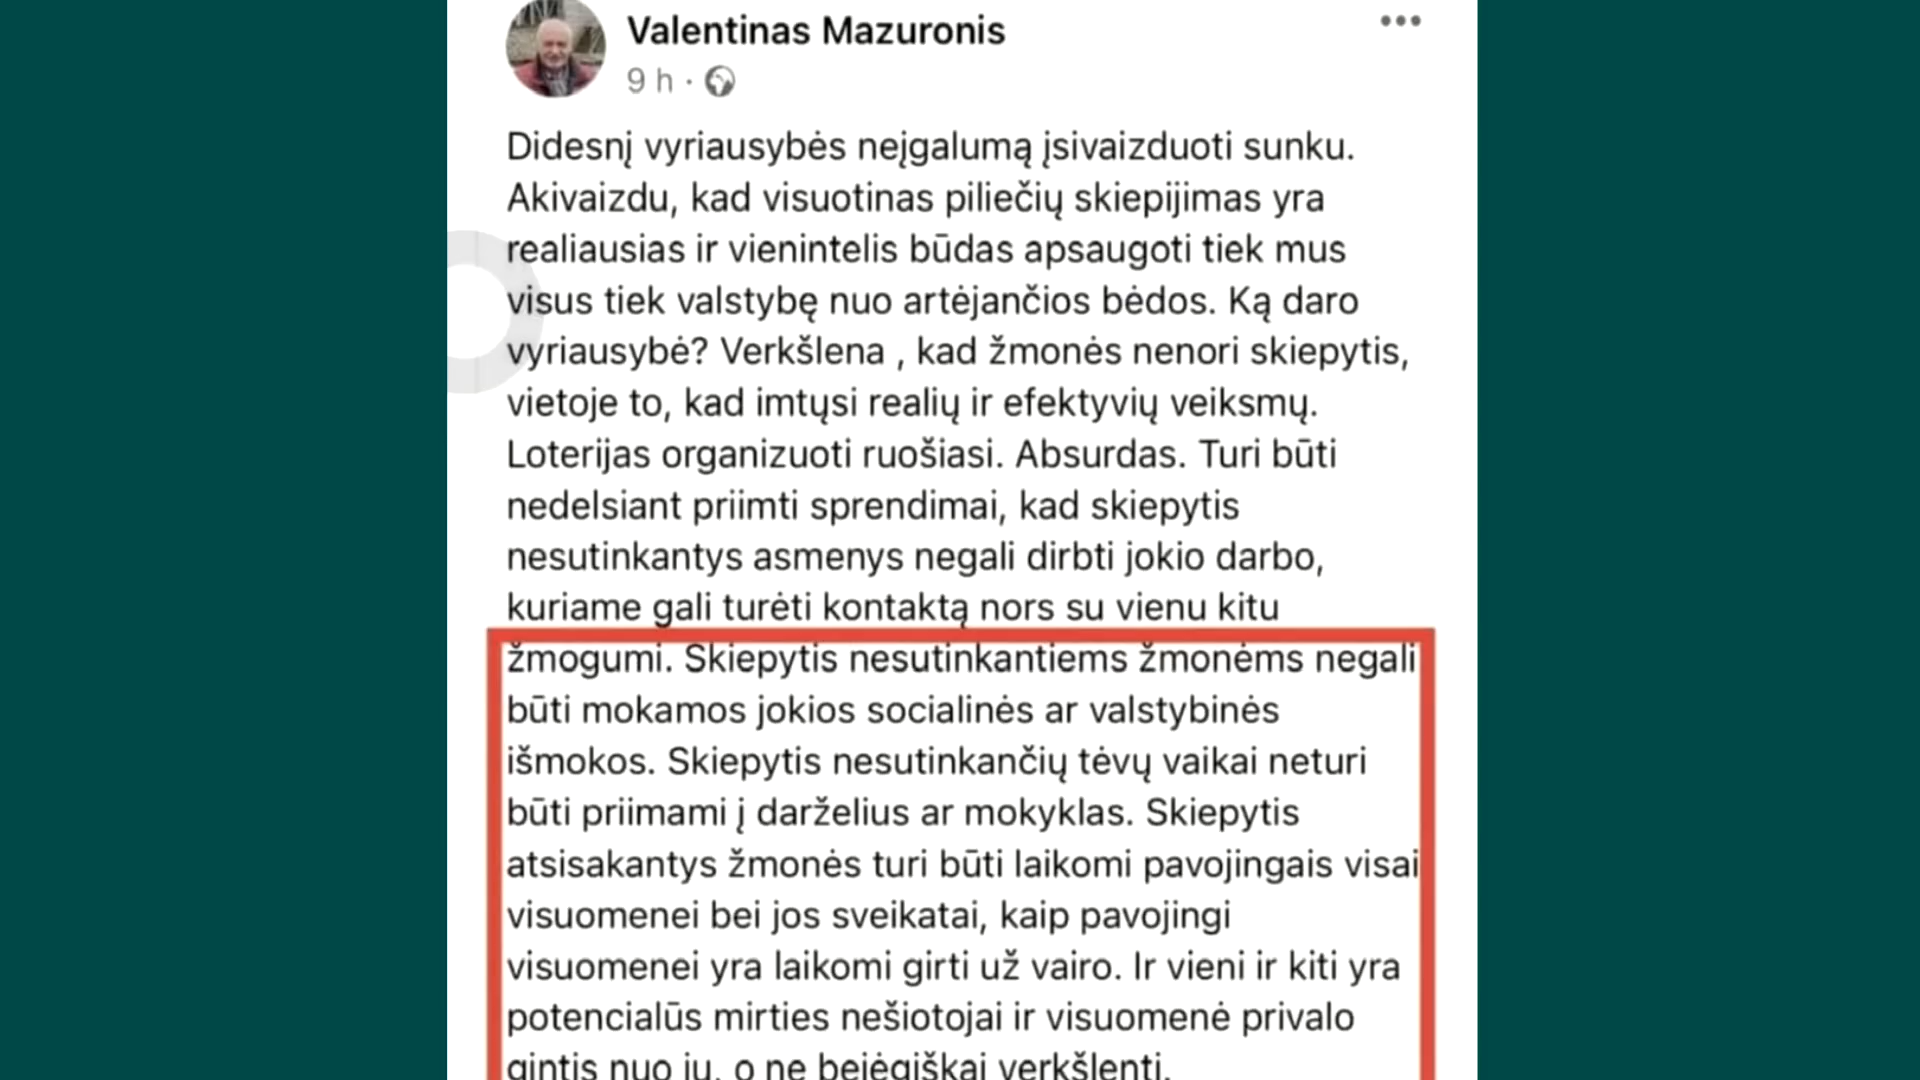 Valentinas Mazuronis
9 h ·
Didesnį vyriausybės neįgalumą įsivaizduoti sunku.
Akivaizdu, kad visuotinas piliečių skiepijimas yra
realiausias ir vienintelis būdas apsaugoti tiek mus
visus tiek valstybę nuo artėjančios bėdos. Ką daro
vyriausybė? Verkšlena , kad žmonės nenori skiepytis,
vietoje to, kad imtųsi realių ir efektyvių veiksmų.
Loterijas organizuoti ruošiasi. Absurdas. Turi būti
nedelsiant priimti sprendimai, kad skiepytis
nesutinkantys asmenys negali dirbti jokio darbo,
kuriame gali turėti kontaktą nors su vienu kitu
žmogumi. Skiepytis nesutinkantiems žmonėms negali
būti mokamos jokios socialinės ar valstybinės
išmokos. Skiepytis nesutinkančių tėvų vaikai neturi
būti priimami į darželius ar mokyklas. Skiepytis
atsisakantys žmonės turi būti laikomi pavojingais visai
visuomenei bei jos sveikatai, kaip pavojingi
visuomenei yra laikomi girti už vairo. Ir vieni ir kiti yra
potencialūs mirties nešiotojai ir visuomenė privalo
gintis nuo jų, o ne bejėgiškai verkšlenti.